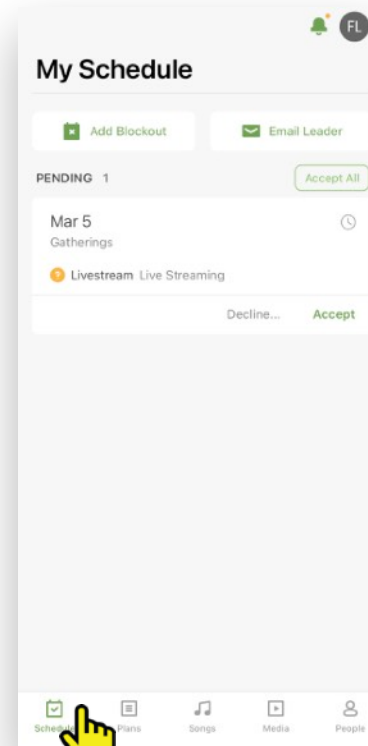 FL
My Schedule
Add Blockout Email Leader
PENDING 1 Accept All
Mar 5
Gatherings
? Livestream Live Streaming
Decline... Accept
Schedule Plans Songs Media People